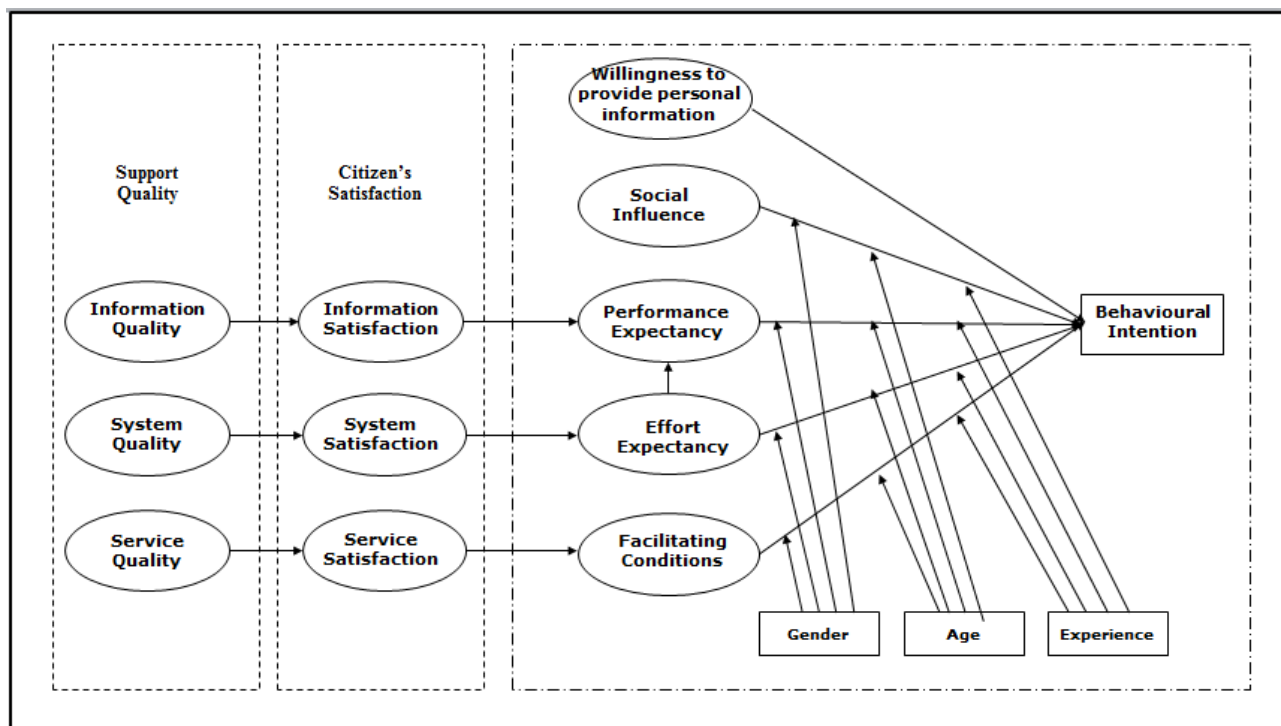 Support
Quality
Citizen's
Satisfaction
Willingness to
provide personal
information
Social
Influence
Information
Quality
Information
Satisfaction
Performance
Expectancy
Behavioural
Intention
System
Quality
System
Satisfaction
Effort
Expectancy
Service
Quality
Service
Satisfaction
Facilitating
Conditions
Gender
Age
Experience